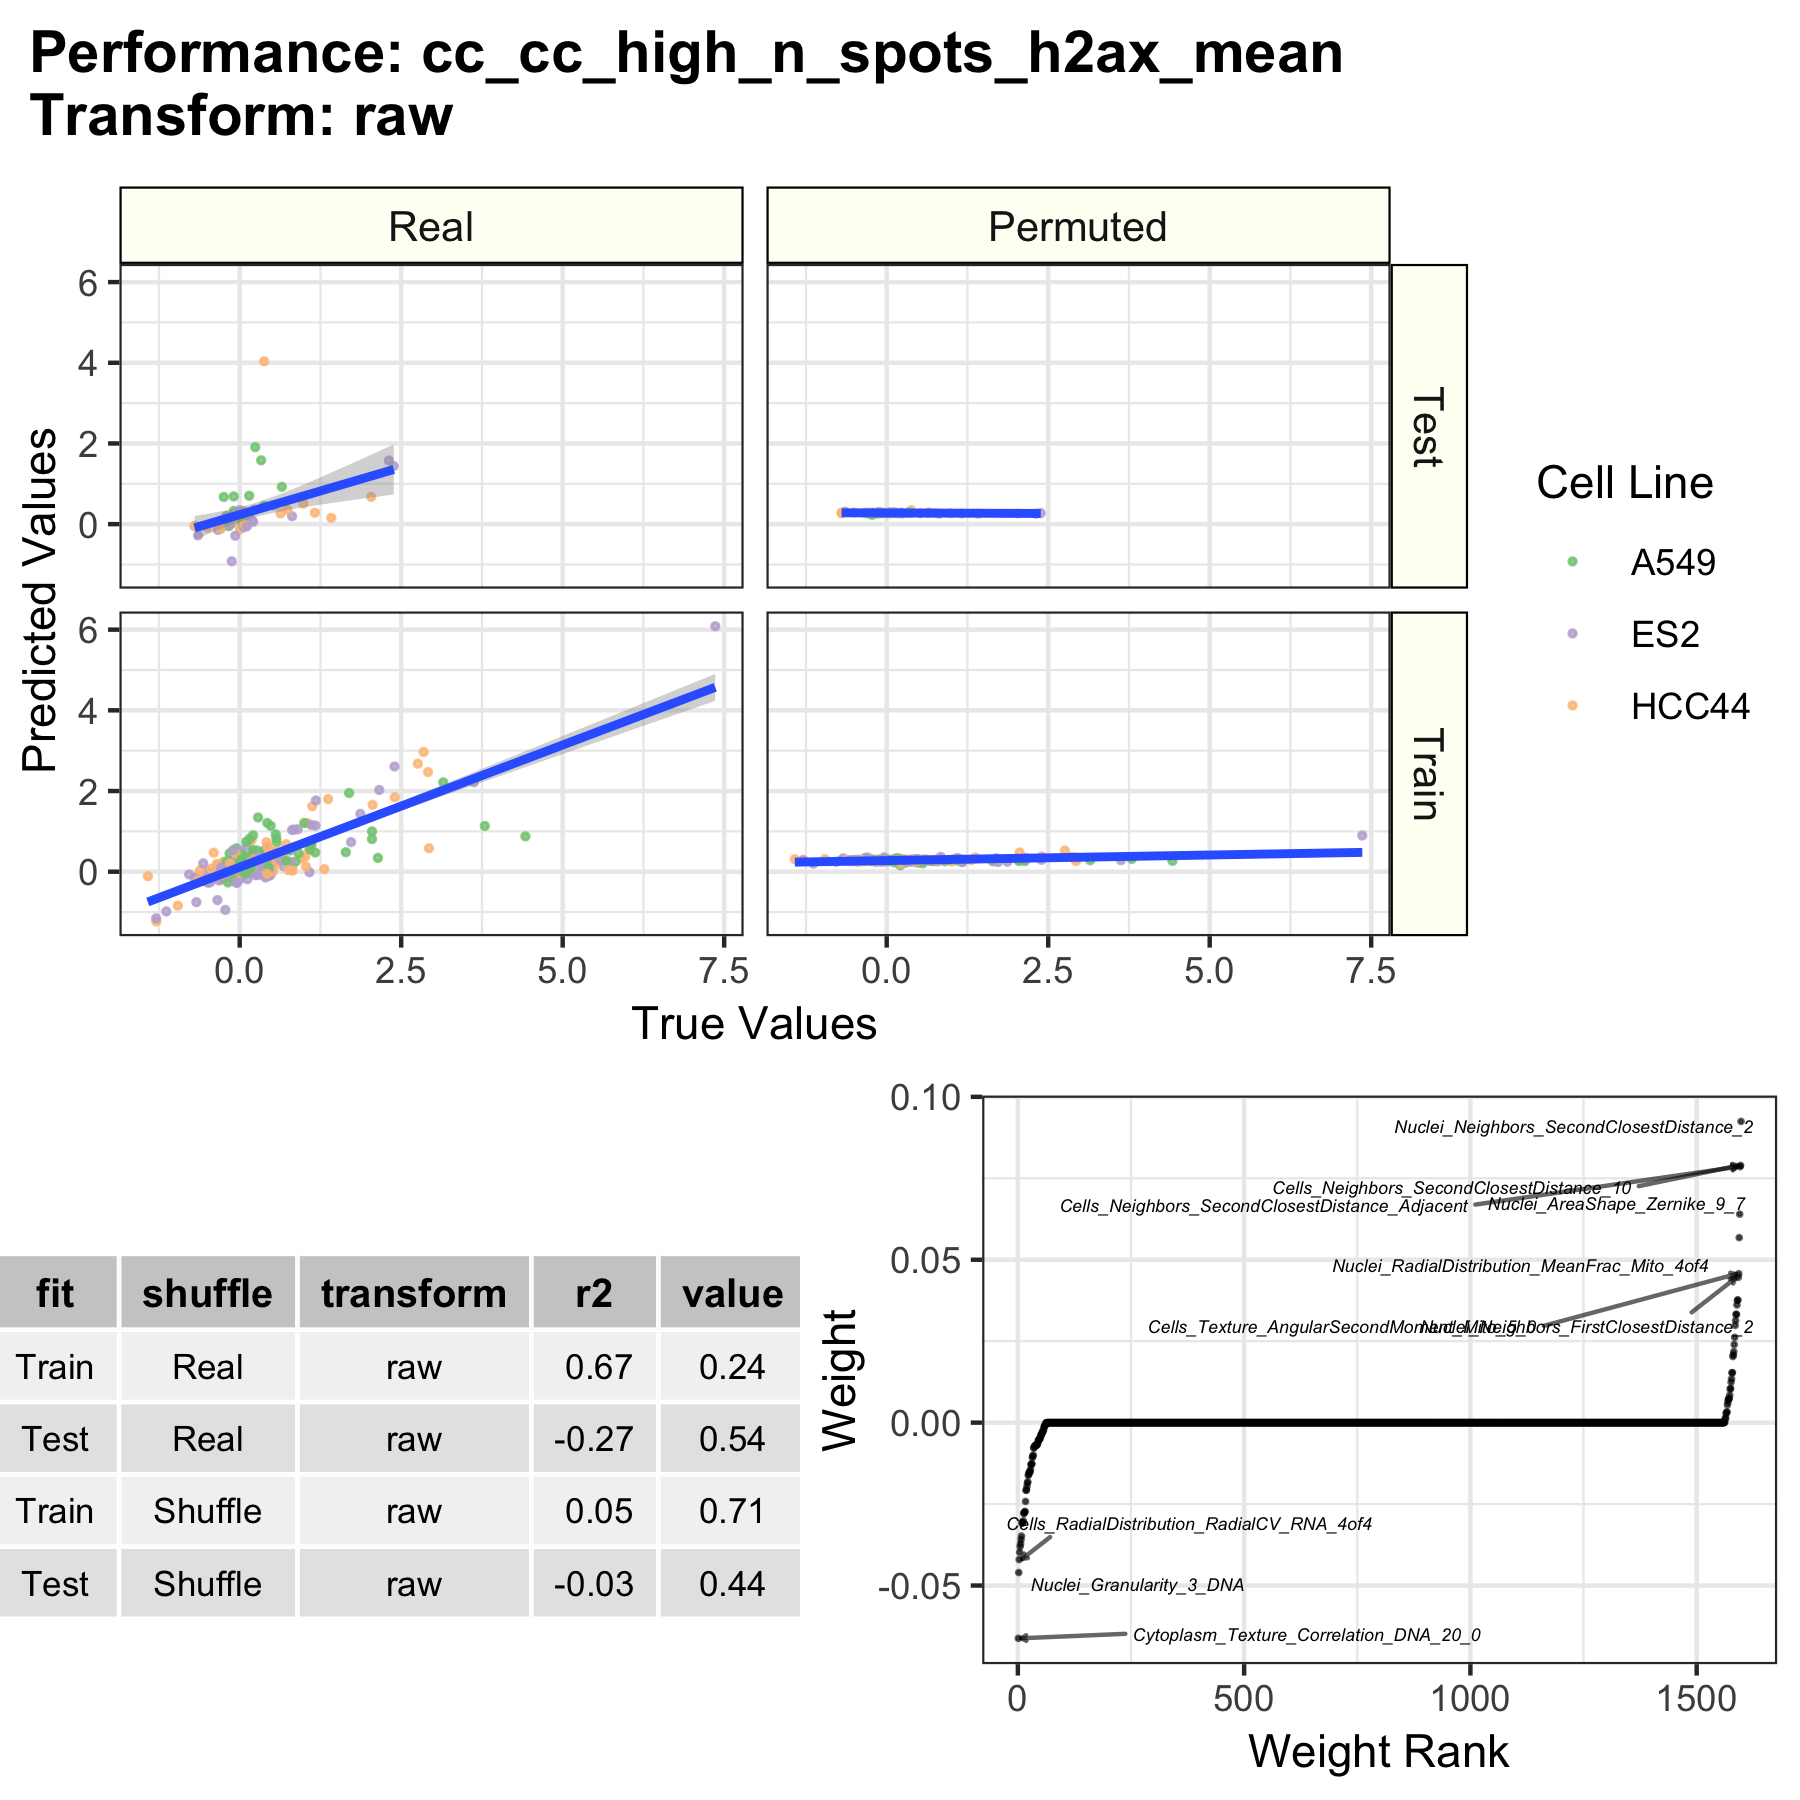 Performance: cc_cc_high_n_spots_h2ax_mean
Transform: raw
Real
Permuted
6
4
2
0
Test
6
4
2
0
Train
Predicted Values
0.0
2.5
5.0
7.5
0.0
2.5
5.0
7.5
True Values
Cell Line
A549
ES2
HCC44
fit shuffle transform r2 value
Train Real raw 0.67 0.24
Test Real raw -0.27 0.54
Train Shuffle raw 0.05 0.71
Test Shuffle raw -0.03 0.44
Weight
0.10
0.05
0.00
-0.05
Nuclei_Neighbors_SecondClosestDistance_2
Cells_Neighbors_SecondClosestDistance_10
Cells_Neighbors_SecondClosestDistance_Adjacent
Nuclei_AreaShape_Zernike_9_7
Nuclei_RadialDistribution_MeanFrac_Mito_4of4
Cells_Texture_AngularSecondMoment_Mito_5_0
Nuclei_Neighbors_FirstClosestDistance_2
Cells_RadialDistribution_RadialCV_RNA_4of4
Nuclei_Granularity_3_DNA
Cytoplasm_Texture_Correlation_DNA_20_0
0
500
1000
1500
Weight Rank